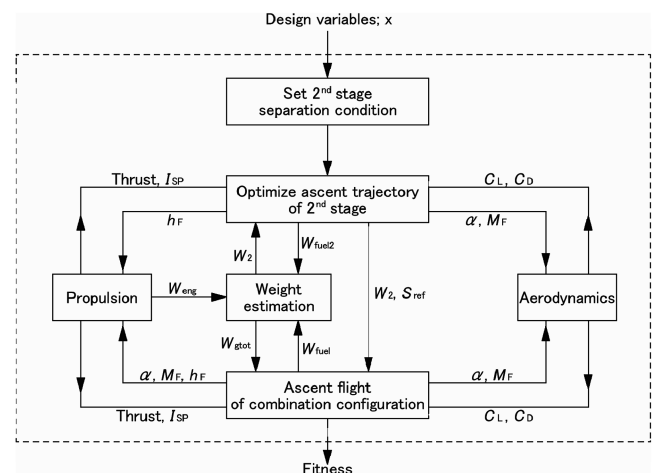 Design variables; x
Set 2nd stage
separation condition
Thrust, ISP
CL, CD
Optimize ascent trajectory
of 2nd stage
hF
α, MF
W2
Wfuel2
Propulsion
Weng
Weight
estimation
W2, Sref
Aerodynamics
Wgtot
Wfuel
α, MF, hF
α, MF
Ascent flight
of combination configuration
Thrust, ISP
CL, CD
Fitness